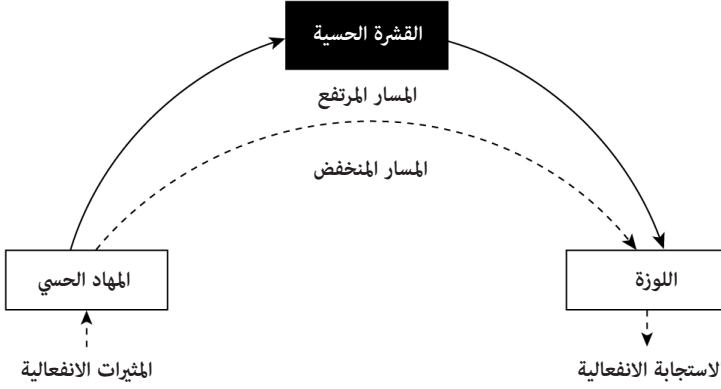 القشرة الحسية
المسار المرتفع
المسار المنخفض
المهاد الحسي
اللوزة
المثيرات الانفعالية
لاستجابة الانفعالية